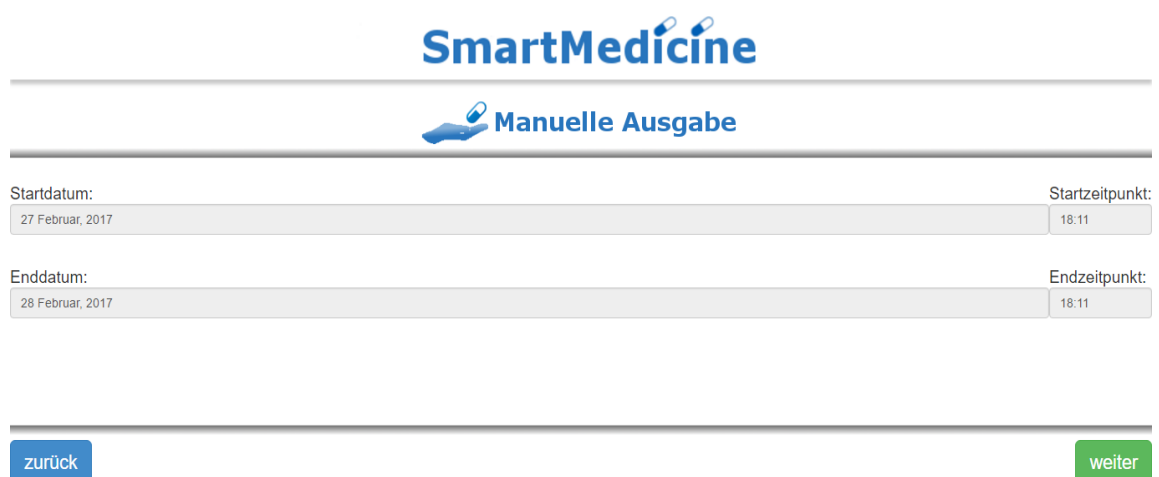 SmartMedicine
Manuelle Ausgabe
Startdatum: Startzeitpunkt:
27 Februar, 2017 18:11
Enddatum: Endzeitpunkt:
28 Februar, 2017 18:11
zurück weiter